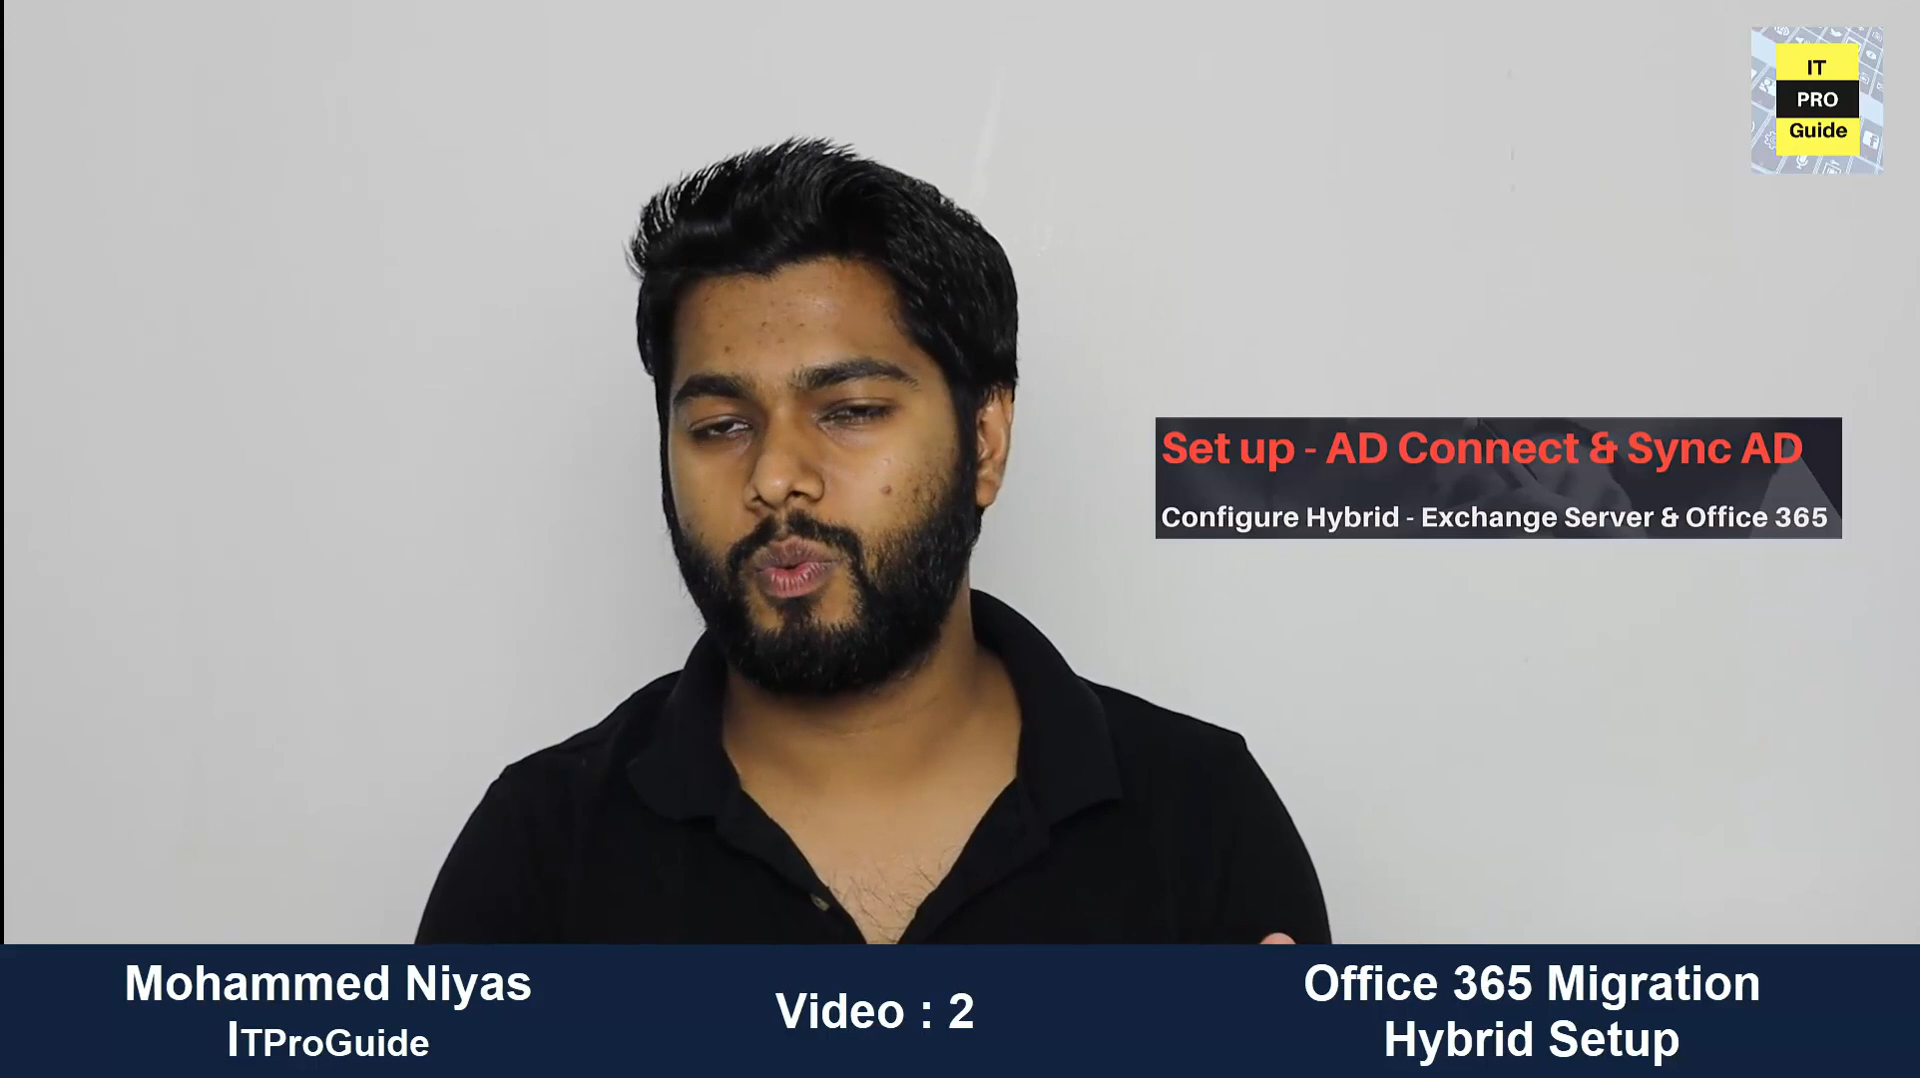 IT
PRO
Guide
Set up - AD Connect & Sync AD
Configure Hybrid - Exchange Server & Office 365
Mohammed Niyas
ITProGuide
Video : 2
Office 365 Migration
Hybrid Setup